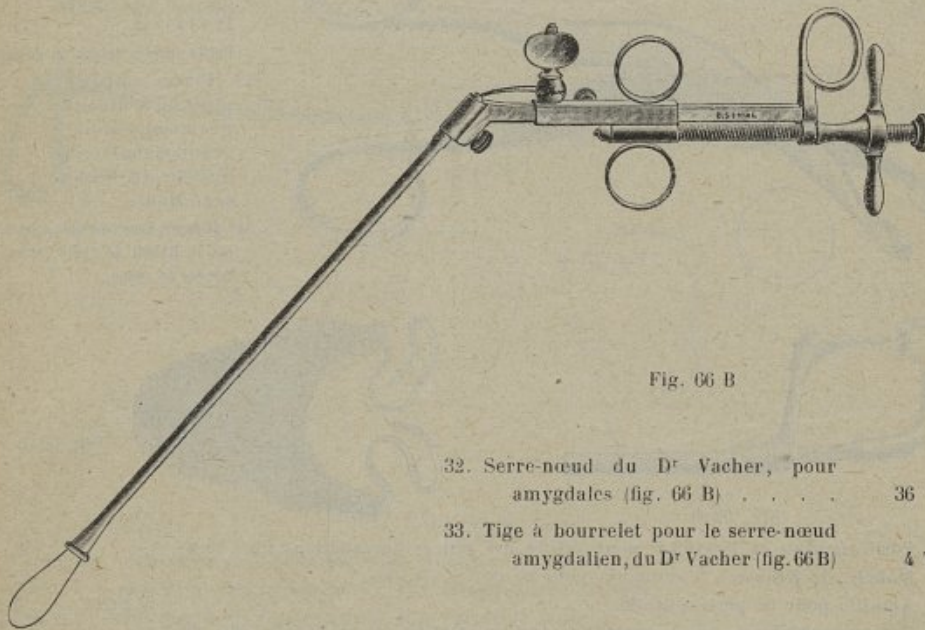 Fig. 66 B
32. Serre-nœud du Dʳ Vacher, pour
amygdales (fig. 66 B) . . . . 36
33. Tige à bourrelet pour le serre-nœud
amygdalien, du Dʳ Vacher (fig. 66 B) 4